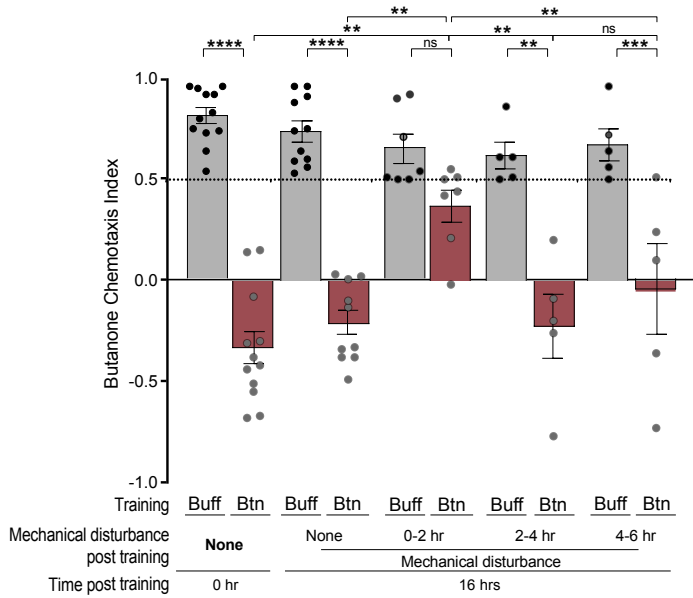 ** **
** ** ns
**** **** ns ** ***
1.0
0.5
0.0
-0.5
-1.0
Butanone Chemotaxis Index
Training Buff Btn Buff Btn Buff Btn Buff Btn Buff Btn
Mechanical disturbance post training None None 0-2 hr 2-4 hr 4-6 hr
Mechanical disturbance
Time post training 0 hr 16 hrs